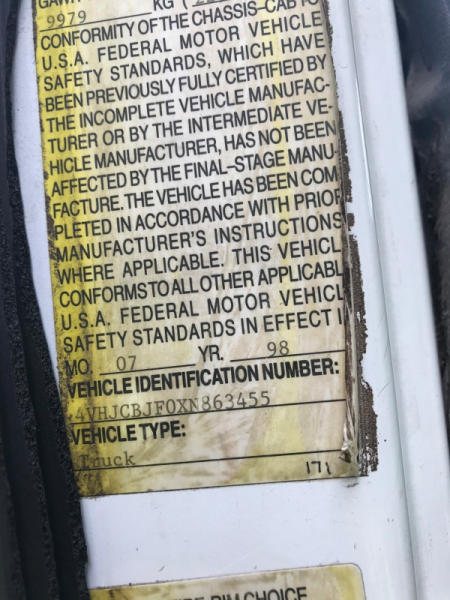 GAWR
9979 KG (
CONFORMITY OF THE CHASSIS-CAB TO
U.S.A. FEDERAL MOTOR VEHICLE
SAFETY STANDARDS, WHICH HAVE
BEEN PREVIOUSLY FULLY CERTIFIED BY
THE INCOMPLETE VEHICLE MANUFAC-
TURER OR BY THE INTERMEDIATE VE-
HICLE MANUFACTURER, HAS NOT BEEN
AFFECTED BY THE FINAL-STAGE MANU-
FACTURE. THE VEHICLE HAS BEEN COM
PLETED IN ACCORDANCE WITH PRIOR
MANUFACTURER'S INSTRUCTIONS
WHERE APPLICABLE. THIS VEHICL
CONFORMS TO ALL OTHER APPLICABL
U.S.A. FEDERAL MOTOR VEHICL
SAFETY STANDARDS IN EFFECT I
MO. 07 YR. 98
VEHICLE IDENTIFICATION NUMBER:
4VHJCBJF0XN863455
VEHICLE TYPE:
Truck
171
RIM CHOICE